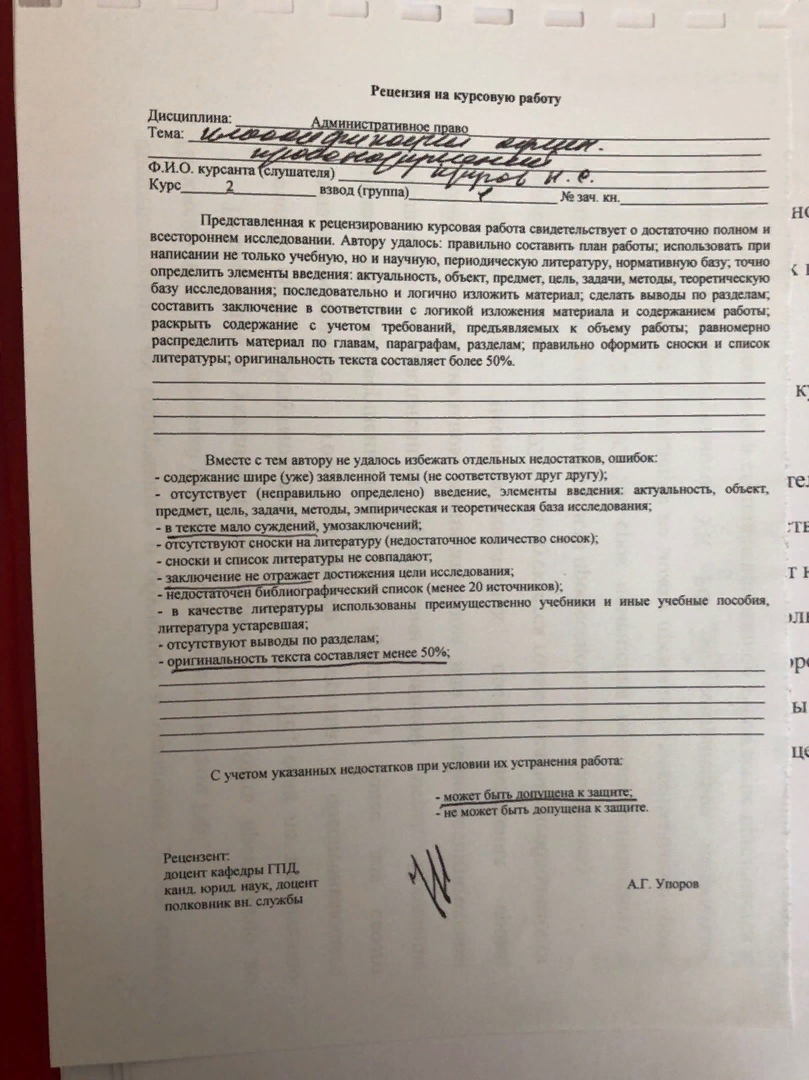 Рецензия на курсовую работу
Дисциплина: Административное право
Тема: админ.
правонарушений
Ф.И.О. курсанта (слушателя) Н. С.
Курс 2 взвод (группа) № зач. кн.
Представленная к рецензированию курсовая работа свидетельствует о достаточно полном и
всестороннем исследовании. Автору удалось: правильно составить план работы; использовать при
написании не только учебную, но и научную, периодическую литературу, нормативную базу; точно
определить элементы введения: актуальность, объект, предмет, цель, задачи, методы, теоретическую
базу исследования; последовательно и логично изложить материал; сделать выводы по разделам;
составить заключение в соответствии с логикой изложения материала и содержанием работы;
раскрыть содержание с учетом требований, предъявляемых к объему работы; равномерно
распределить материал по главам, параграфам, разделам; правильно оформить сноски и список
литературы; оригинальность текста составляет более 50%.
Вместе с тем автору не удалось избежать отдельных недостатков, ошибок:
- содержание шире (уже) заявленной темы (не соответствуют друг другу);
- отсутствует (неправильно определено) введение, элементы введения: актуальность, объект,
предмет, цель, задачи, методы, эмпирическая и теоретическая база исследования;
- в тексте мало суждений, умозаключений;
- отсутствуют сноски на литературу (недостаточное количество сносок);
- сноски и список литературы не совпадают;
- заключение не отражает достижения цели исследования;
- недостаточен библиографический список (менее 20 источников);
- в качестве литературы использованы преимущественно учебники и иные учебные пособия,
литература устаревшая;
- отсутствуют выводы по разделам;
- оригинальность текста составляет менее 50%;
С учетом указанных недостатков при условии их устранения работа:
- может быть допущена к защите;
- не может быть допущена к защите.
Рецензент:
доцент кафедры ГПД,
канд. юрид. наук, доцент
полковник вн. службы А.Г. Упоров